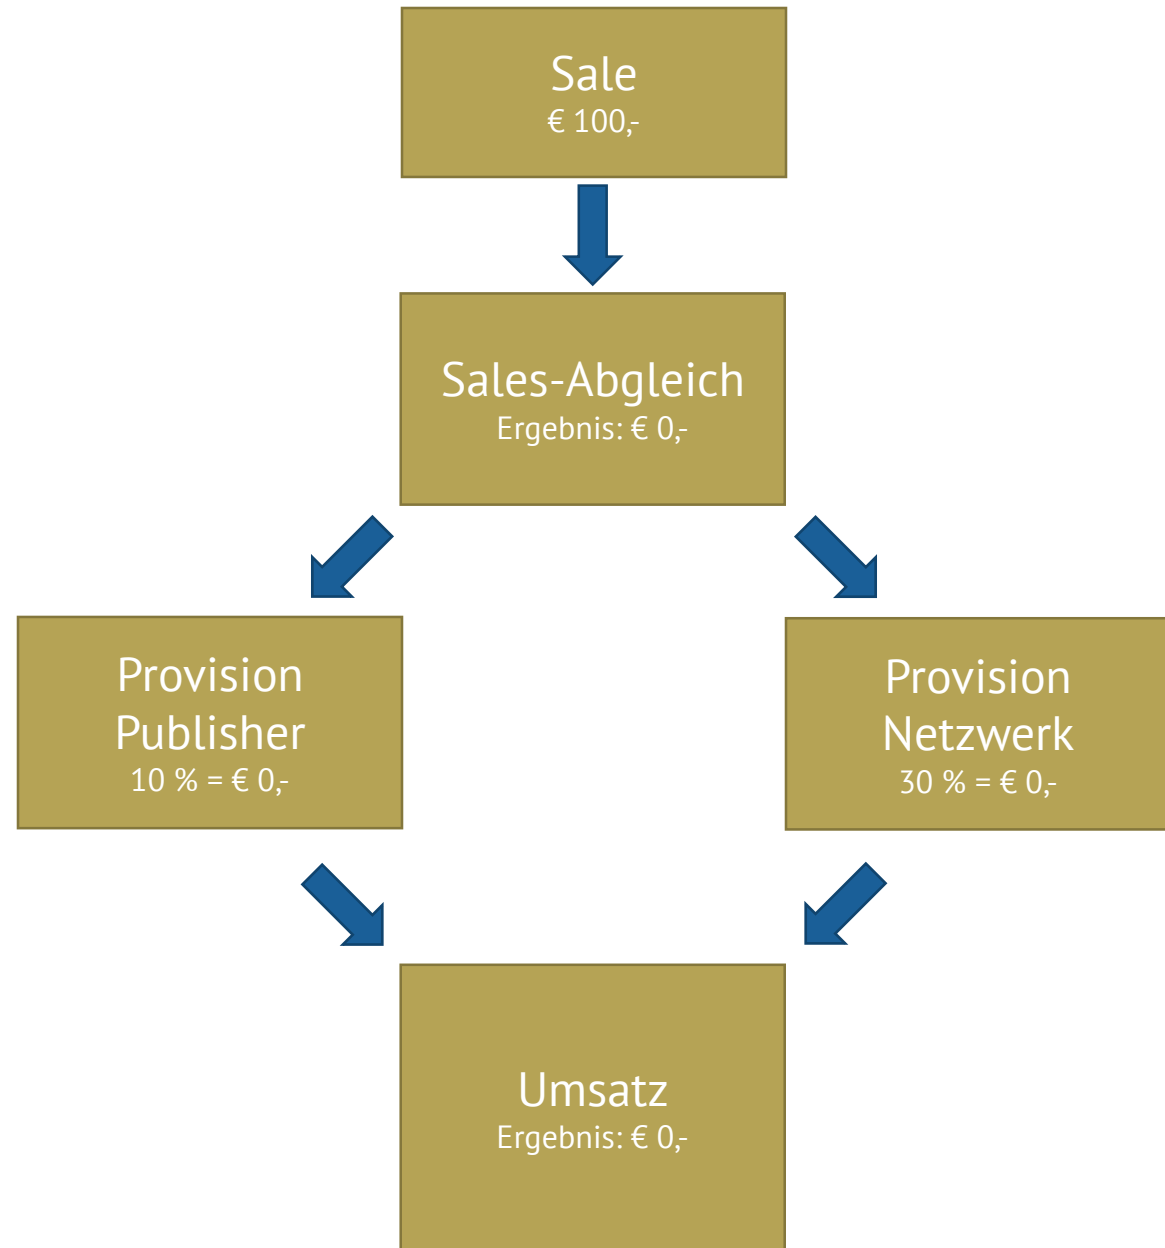 Sale
€ 100,-
Sales-Abgleich
Ergebnis: € 0,-
Provision
Publisher
10 % = € 0,-
Provision
Netzwerk
30 % = € 0,-
Umsatz
Ergebnis: € 0,-